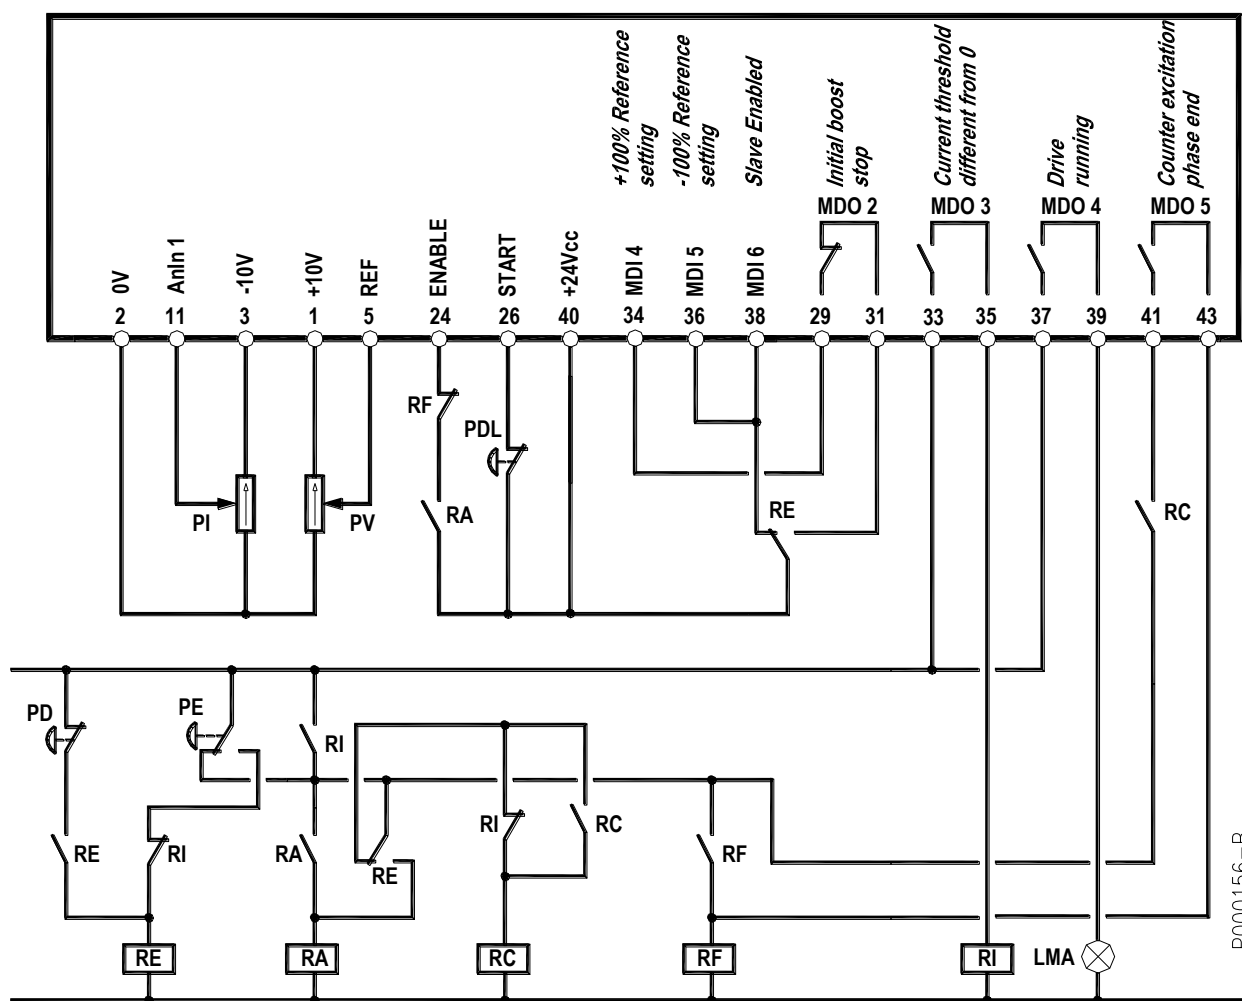 +100% Reference
setting
-100% Reference
setting
Slave Enabled
Initial boost
stop
Current threshold
different from 0
Drive
running
Counter excitation
phase end
MDO 2
MDO 3
MDO 4
MDO 5
0V
AnIn 1
-10V
+10V
REF
ENABLE
START
+24Vcc
MDI 4
MDI 5
MDI 6
2 11 3 1 5 24 26 40 34 36 38 29 31 33 35 37 39 41 43
RF
PDL
PI
PV
RA
RE
RC
PD
PE
RI
RE
RI
RA
RE
RI
RC
RF
RE
RA
RC
RF
RI
LMA
P000156-B